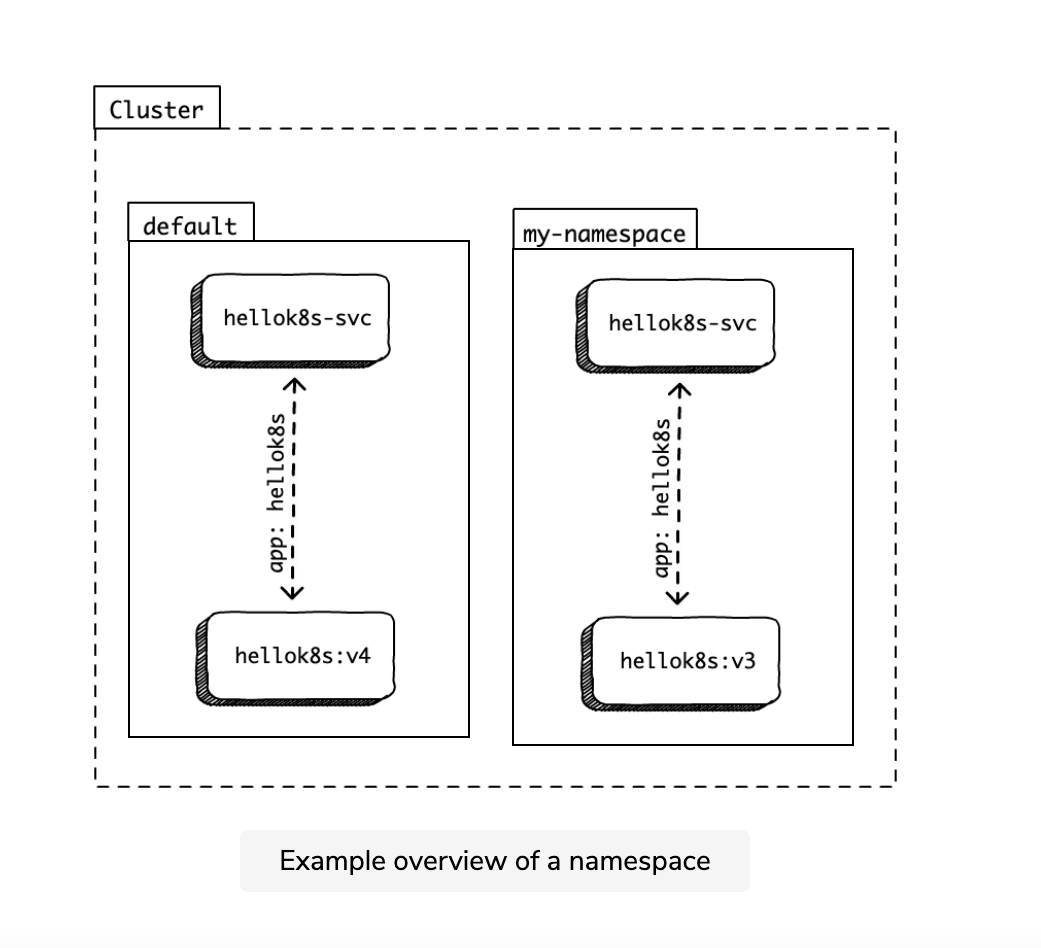 Cluster
default
my-namespace
hellok8s-svc
hellok8s-svc
app: hellok8s
app: hellok8s
hellok8s:v4
hellok8s:v3
Example overview of a namespace